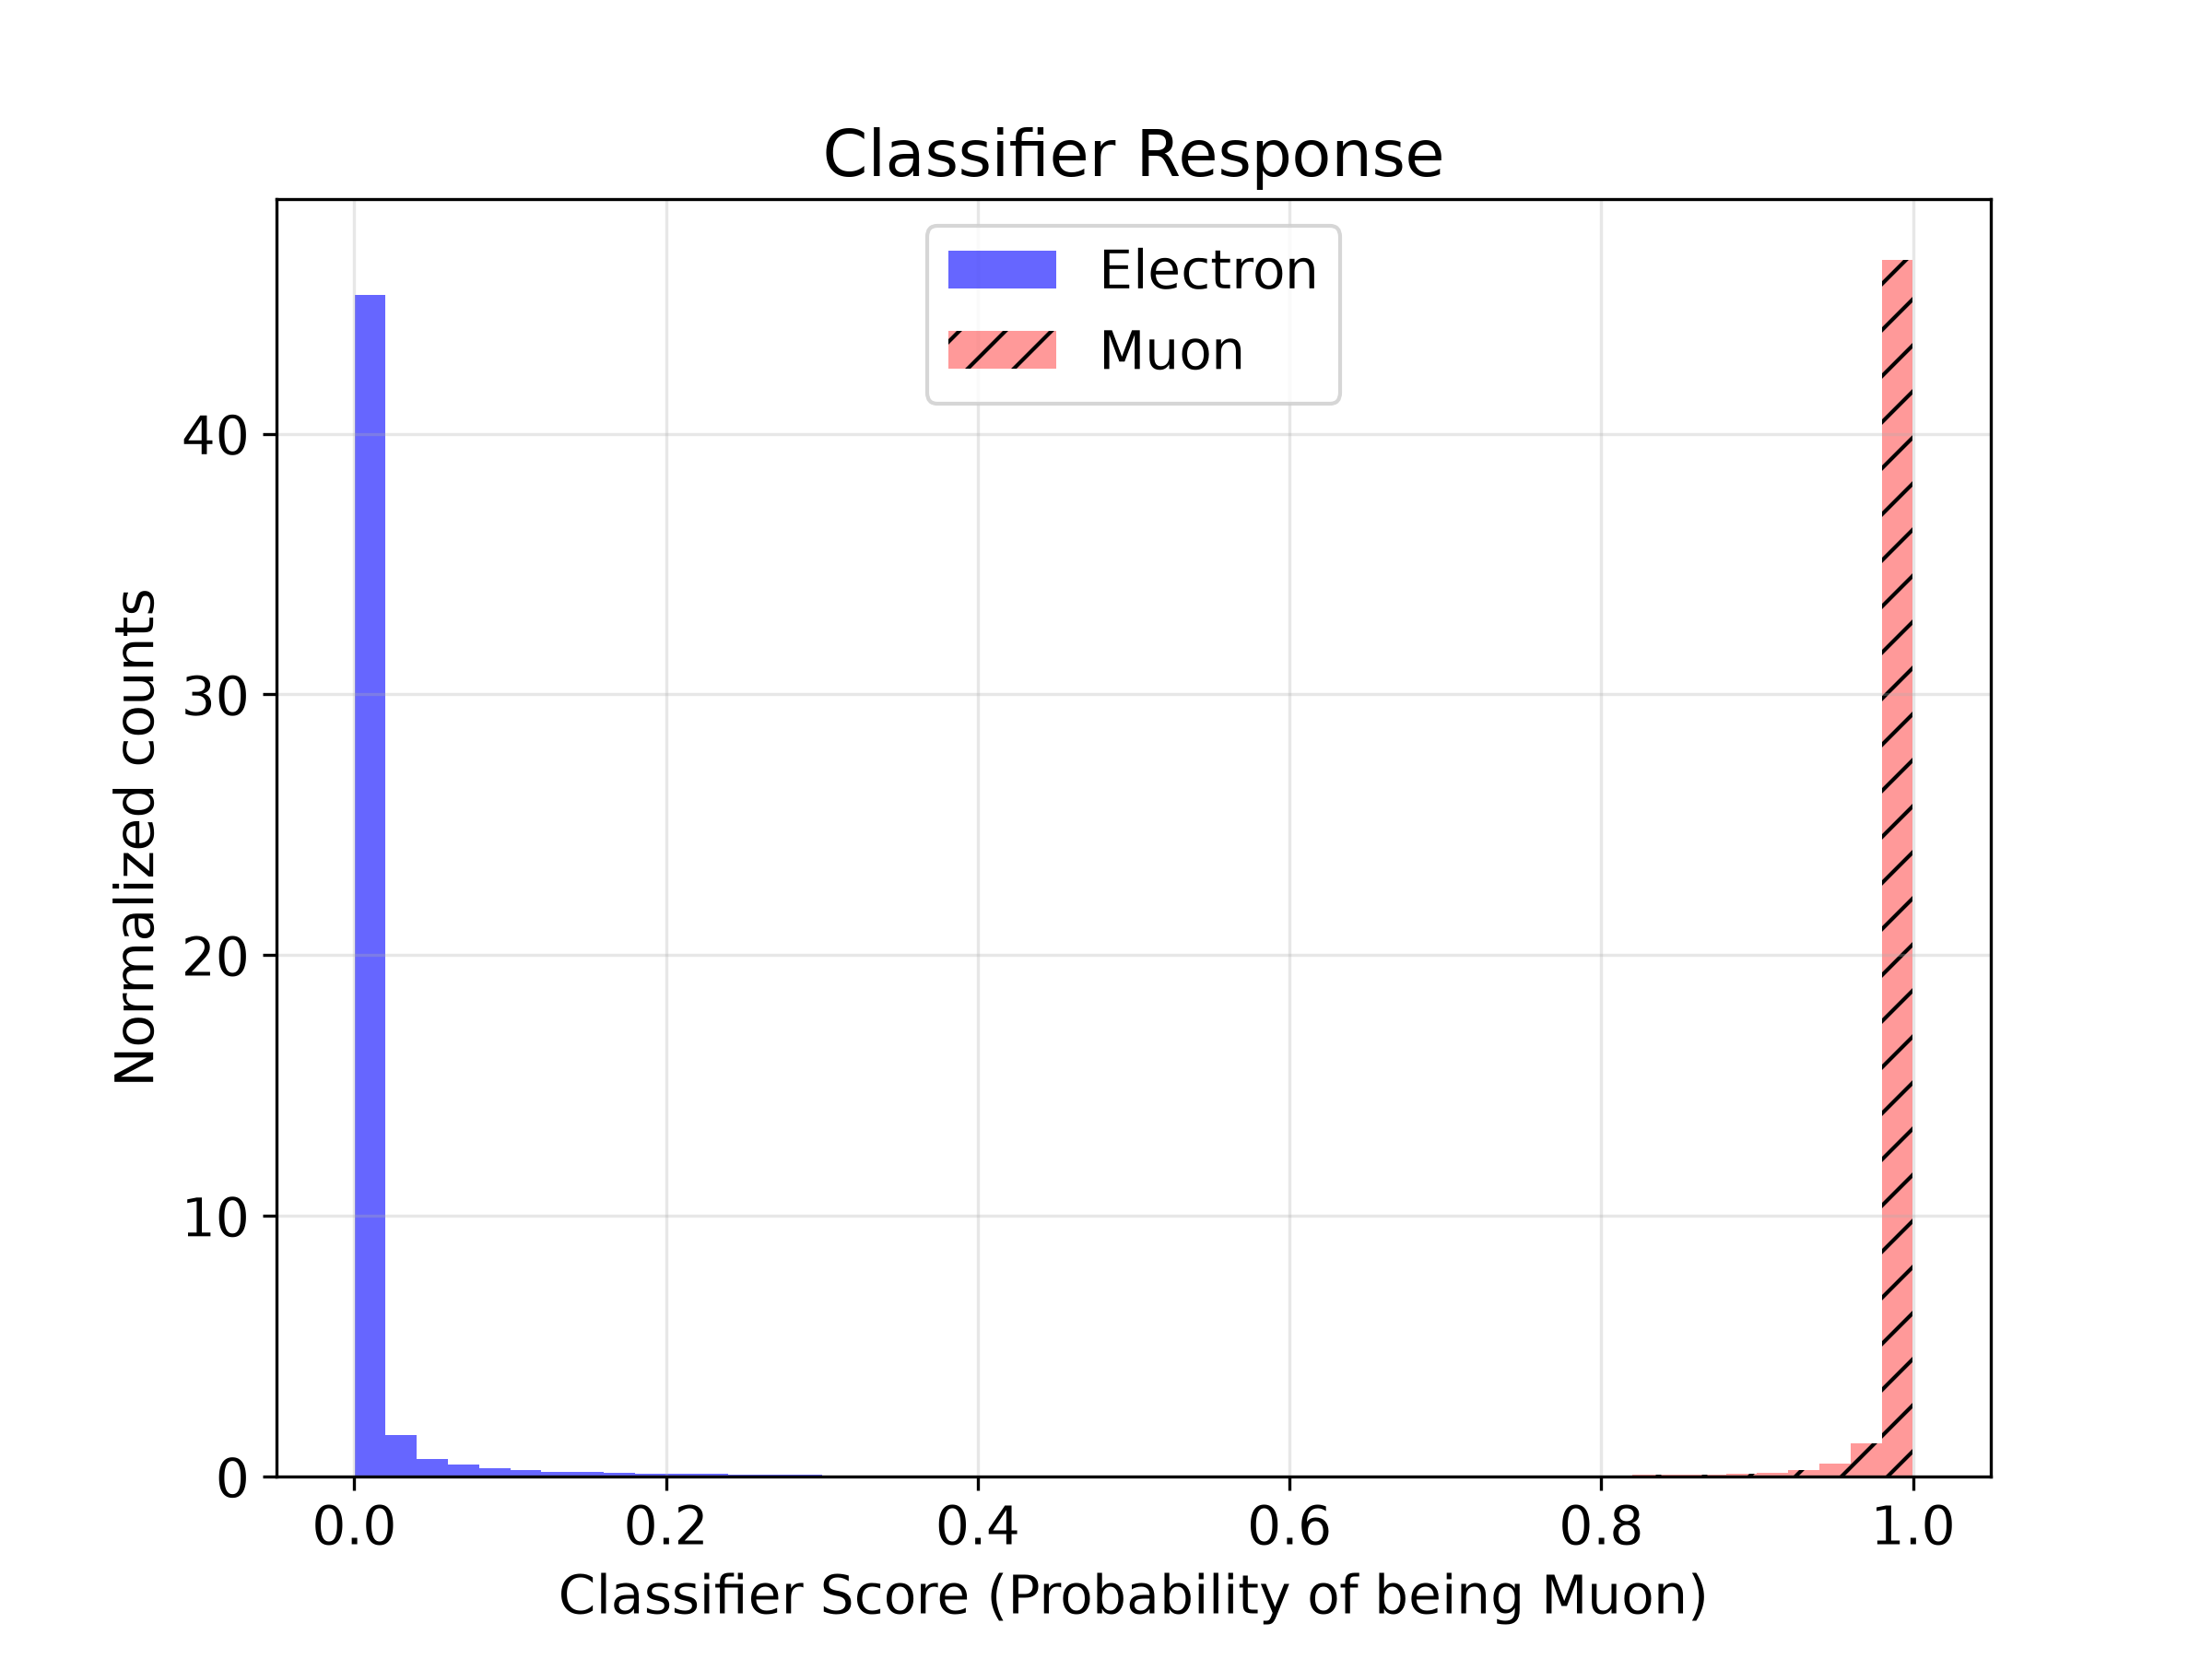 Classifier Response
Electron
Muon
Normalized counts
40
30
20
10
0
0.0 0.2 0.4 0.6 0.8 1.0
Classifier Score (Probability of being Muon)